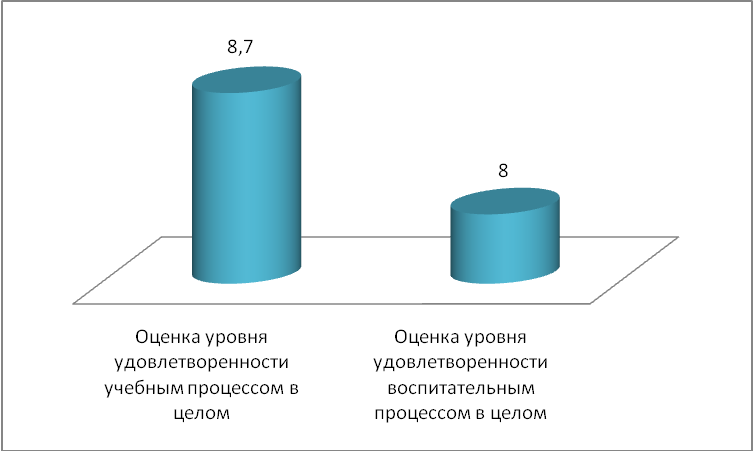 8,7
8
Оценка уровня
удовлетворенности
учебным процессом в
целом
Оценка уровня
удовлетворенности
воспитательным
процессом в целом